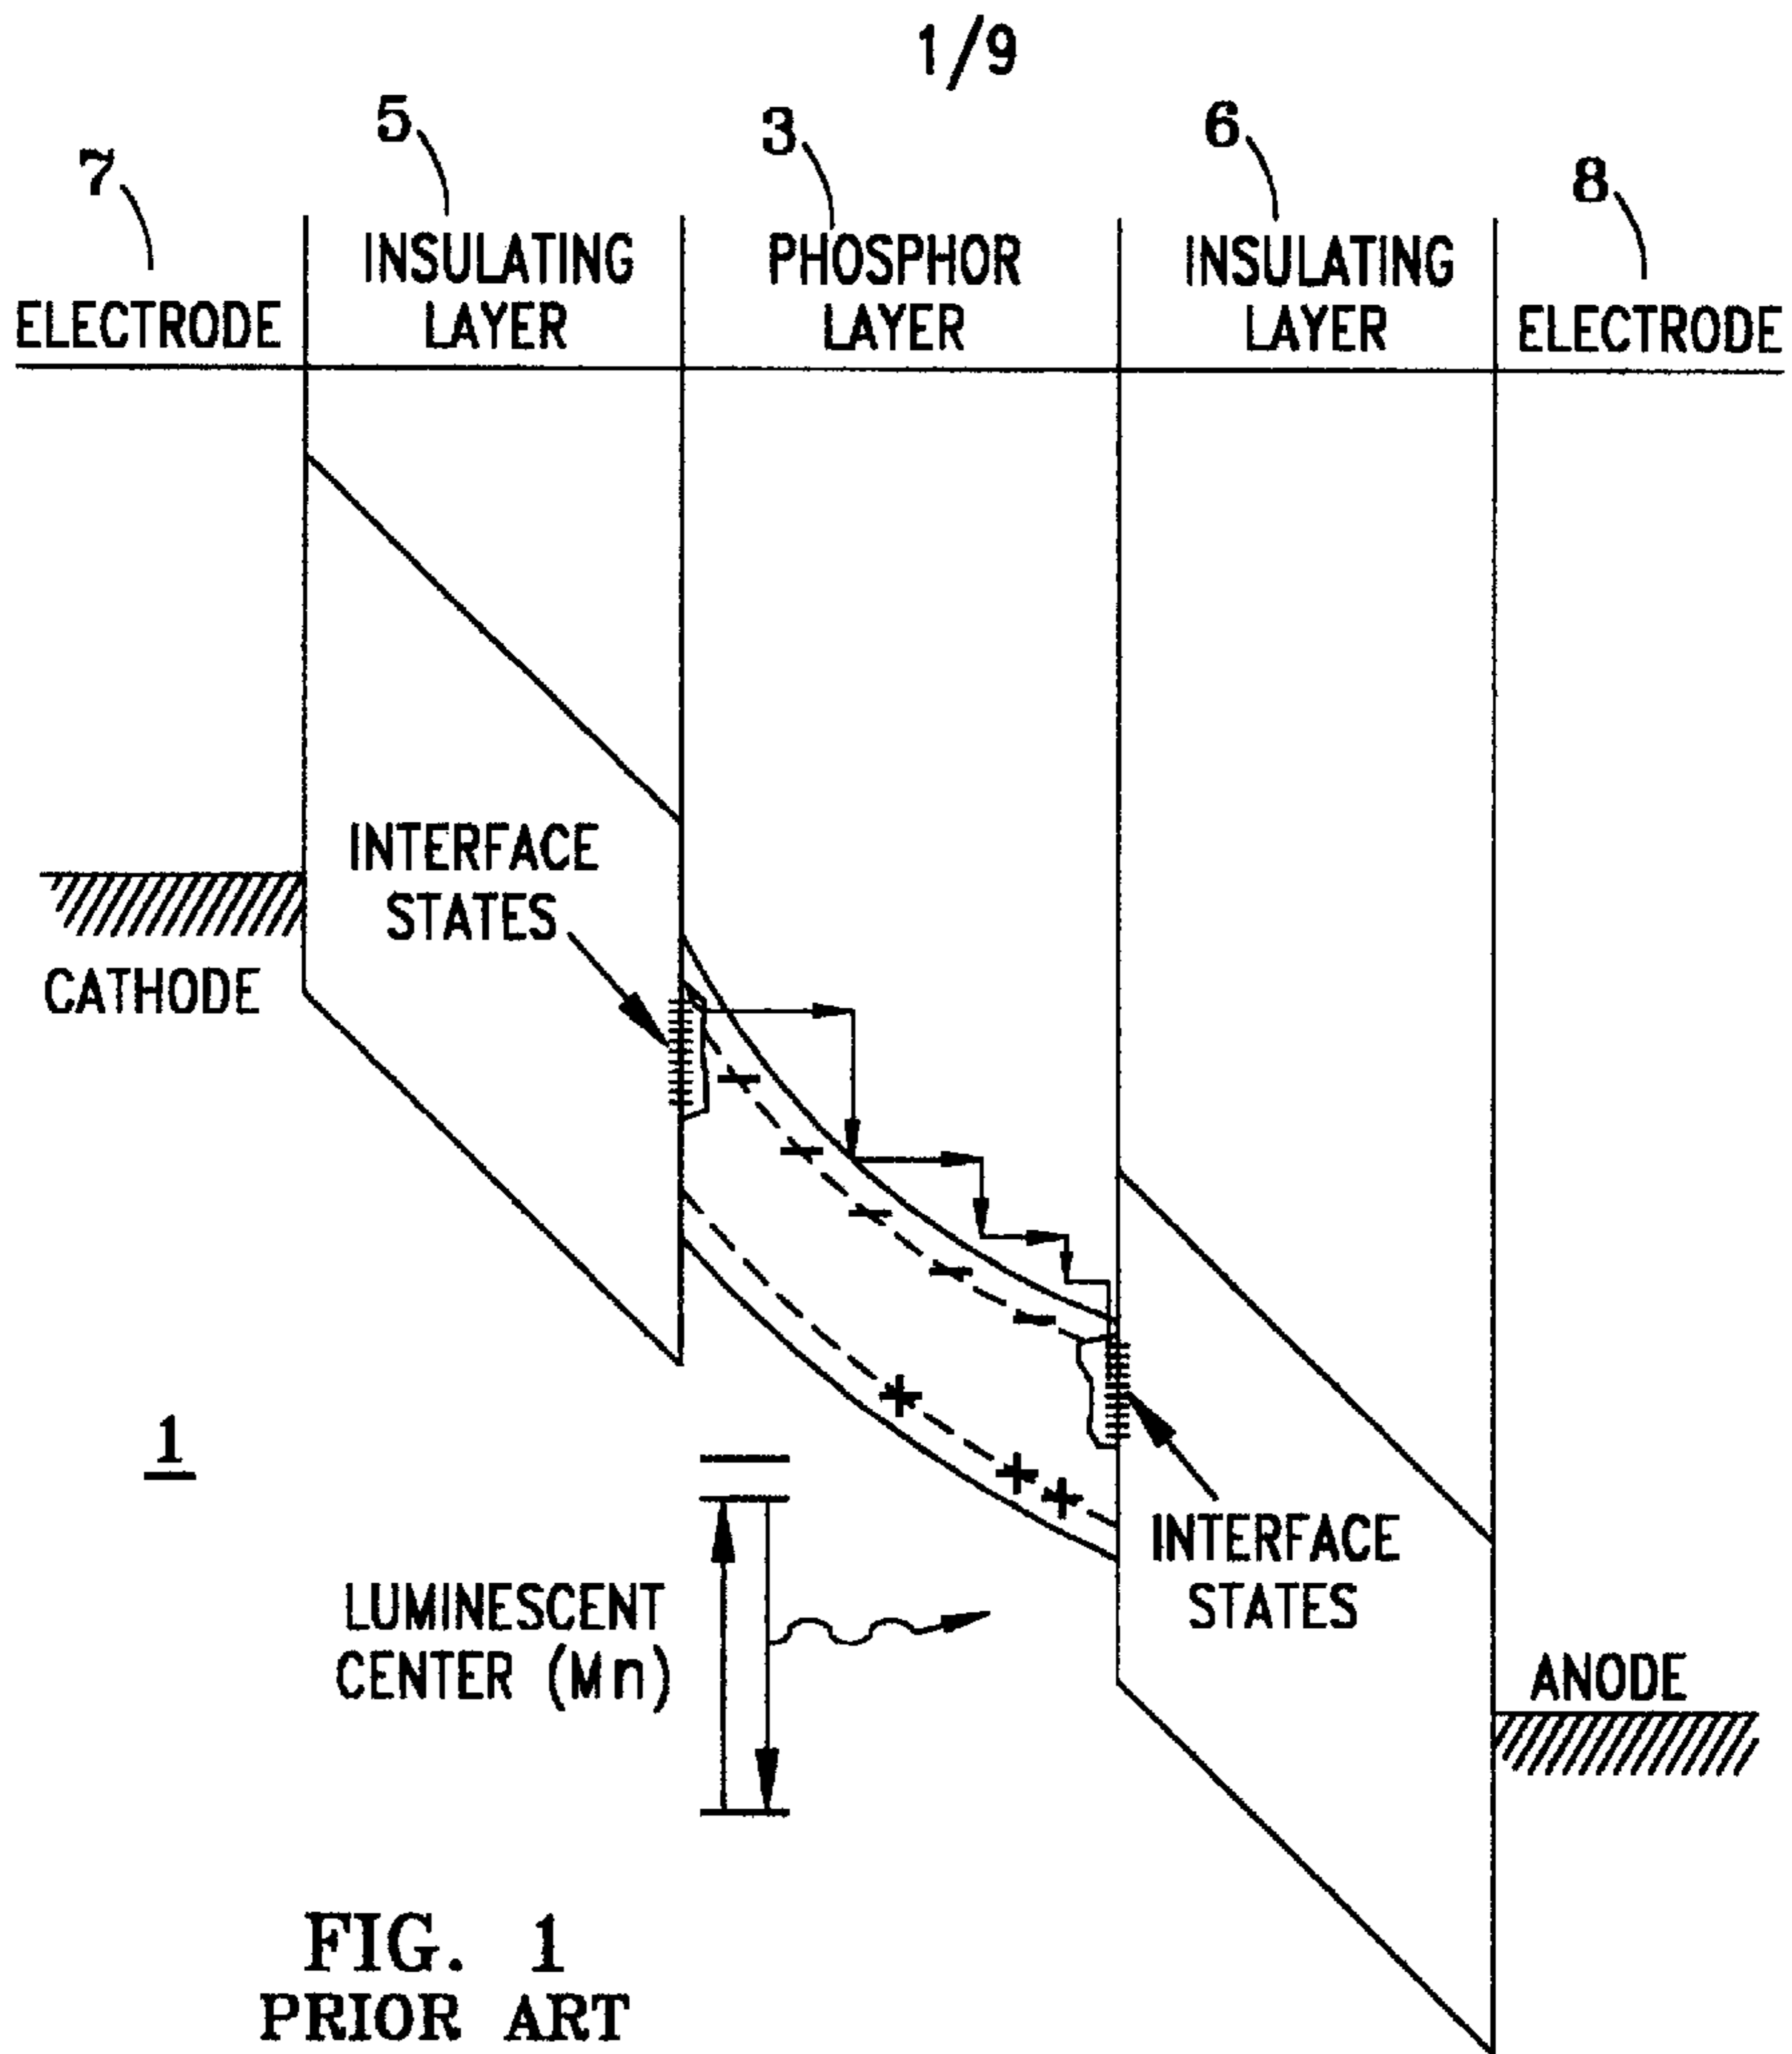 1/9
7
5
3
6
8
ELECTRODE
INSULATING
LAYER
PHOSPHOR
LAYER
INSULATING
LAYER
ELECTRODE
INTERFACE
STATES
CATHODE
1
INTERFACE
STATES
LUMINESCENT
CENTER (Mn)
ANODE
FIG. 1
PRIOR ART